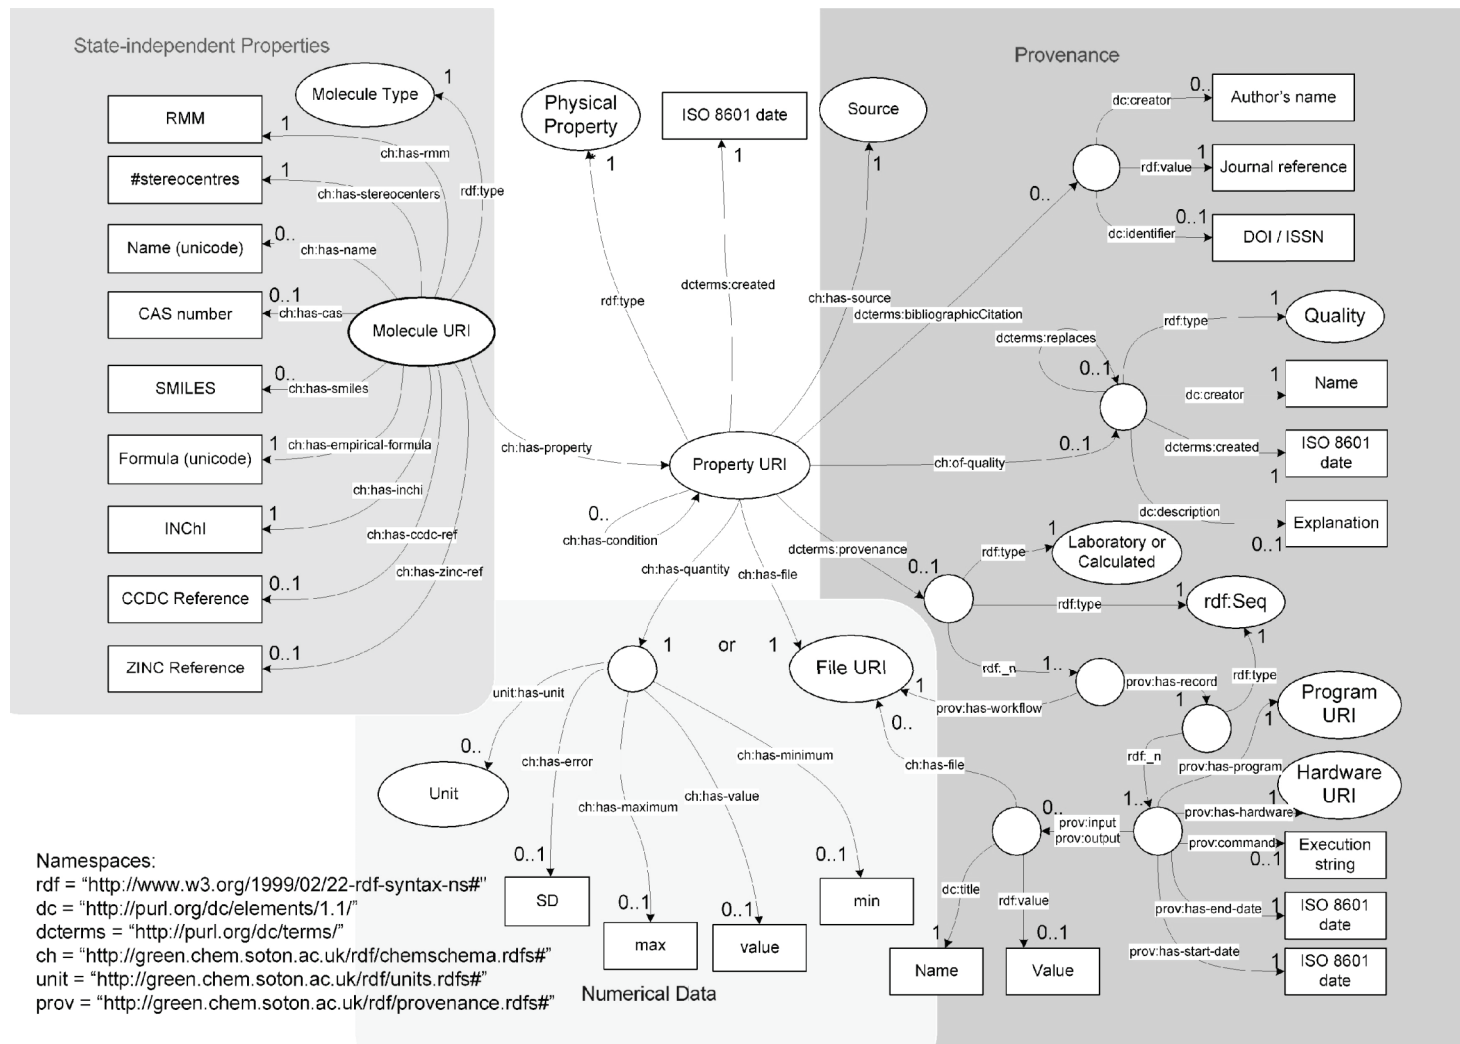 State-independent Properties
Provenance
Molecule Type
1
RMM
1
ch:has-rmm
#stereocentres
1
ch:has-stereocenters
rdf:type
Name (unicode)
0..
ch:has-name
CAS number
0..1
ch:has-cas
Molecule URI
SMILES
0..
ch:has-smiles
Formula (unicode)
1
ch:has-empirical-formula
ch:has-inchi
INChI
1
ch:has-ccdc-ref
CCDC Reference
0..1
ch:has-zinc-ref
ZINC Reference
0..1
ch:has-property
Physical
Property
1
rdf:type
ISO 8601 date
1
dcterms:created
Source
1
ch:has-source
dcterms:bibliographicCitation
0..
Property URI
0..
ch:has-condition
ch:has-quantity
ch:has-file
dcterms:provenance
ch:of-quality
0..1
dc:creator
0..
Author's name
rdf:value
1
Journal reference
dc:identifier
0..1
DOI / ISSN
dcterms:replaces
0..1
rdf:type
1
Quality
dc:creator
1
Name
dcterms:created
1
ISO 8601
date
dc:description
0..1
Explanation
0..1
rdf:type
1
Laboratory or
Calculated
rdf:type
1
rdf:Seq
1
rdf:_n
1..
prov:has-record
1
rdf:type
prov:has-workflow
1
1
or
1
File URI
0..
ch:has-file
unit:has-unit
0..
Unit
ch:has-error
0..1
SD
ch:has-maximum
0..1
max
ch:has-value
0..1
value
ch:has-minimum
0..1
min
Numerical Data
rdf:_n
1..
prov:has-program
1
Program
URI
prov:has-hardware
1
Hardware
URI
prov:command
0..1
Execution
string
prov:has-end-date
1
ISO 8601
date
prov:has-start-date
1
ISO 8601
date
0..
prov:input
prov:output
dc:title
1
Name
rdf:value
0..1
Value
Namespaces:
rdf = “http://www.w3.org/1999/02/22-rdf-syntax-ns#”
dc = “http://purl.org/dc/elements/1.1/”
dcterms = “http://purl.org/dc/terms/”
ch = “http://green.chem.soton.ac.uk/rdf/chemschema.rdfs#”
unit = “http://green.chem.soton.ac.uk/rdf/units.rdfs#”
prov = “http://green.chem.soton.ac.uk/rdf/provenance.rdfs#”